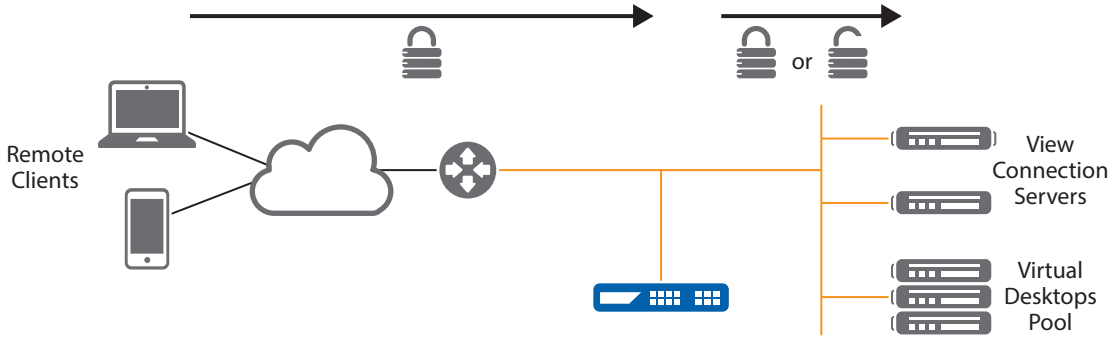 or
Remote
Clients
View
Connection
Servers
Virtual
Desktops
Pool